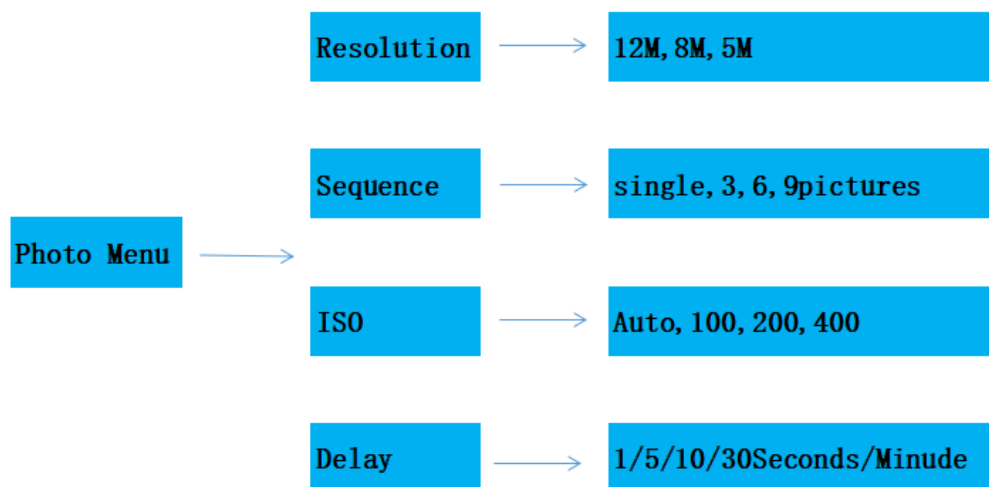 Resolution
12M,8M,5M
Sequence
single,3,6,9pictures
Photo Menu
ISO
Auto,100,200,400
Delay
1/5/10/30Seconds/Minude